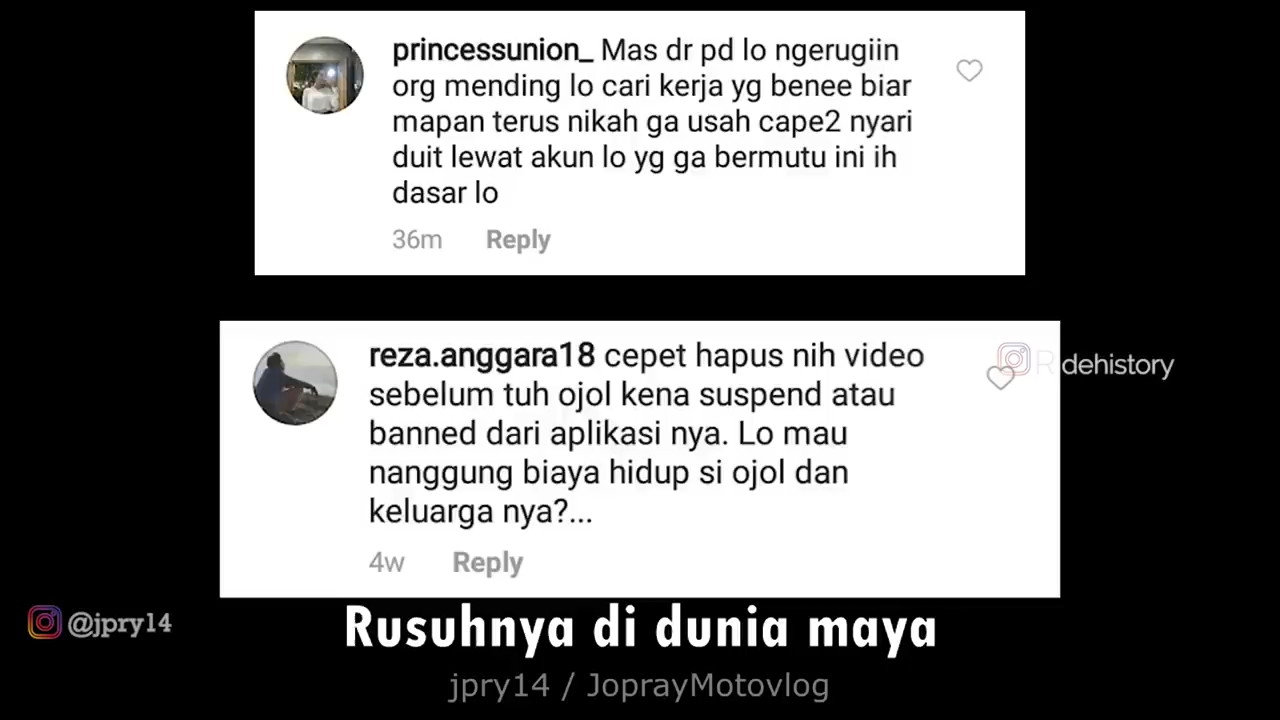 princessunion_ Mas dr pd lo ngerugiin
org mending lo cari kerja yg benee biar
mapan terus nikah ga usah cape2 nyari
duit lewat akun lo yg ga bermutu ini ih
dasar lo
36m Reply
reza.anggara18 cepet hapus nih video
sebelum tuh ojol kena suspend atau
banned dari aplikasi nya. Lo mau
nanggung biaya hidup si ojol dan
keluarga nya?...
4w Reply
Ridehistory
@jpry14
Rusuhnya di dunia maya
jpry14 / JoprayMotovlog